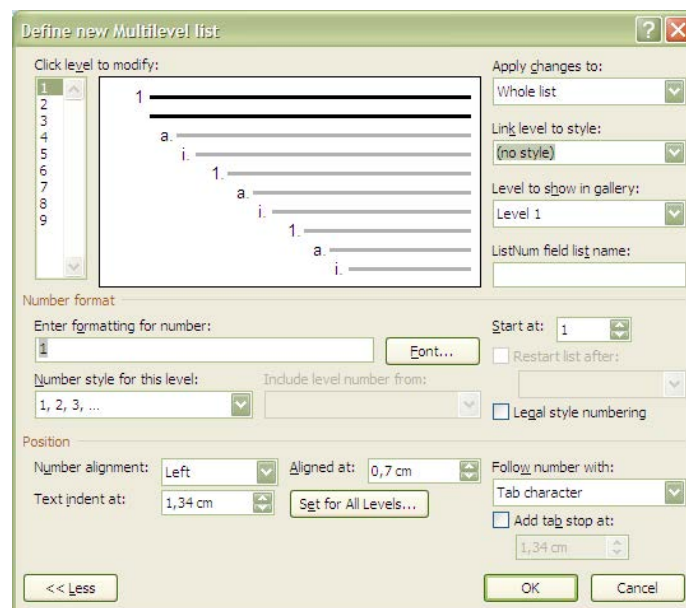 Define new Multilevel list
Click level to modify:
1
2
3
4
5
6
7
8
9
1
a.
i.
1.
a.
i.
1.
a.
i.
Apply changes to:
Whole list
Link level to style:
(no style)
Level to show in gallery:
Level 1
ListNum field list name:
Number format
Enter formatting for number:
1
Font...
Start at: 1
Restart list after:
Number style for this level:
1, 2, 3, ...
Include level number from:
Legal style numbering
Position
Number alignment: Left
Aligned at: 0,7 cm
Text indent at: 1,34 cm
Set for All Levels...
Follow number with:
Tab character
Add tab stop at:
1,34 cm
<< Less
OK
Cancel